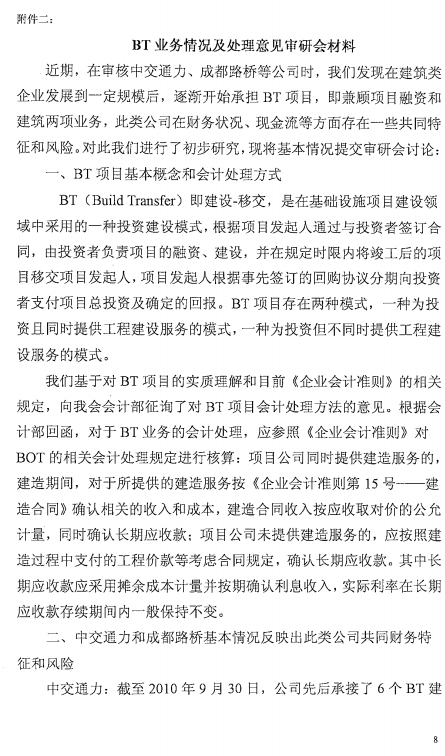 附件二：
BT 业务情况及处理意见审研会材料
近期，在审核中交通力、成都路桥等公司时，我们发现在建筑类
企业发展到一定规模后，逐渐开始承担 BT 项目，即兼顾项目融资和
建筑两项业务，此类公司在财务状况、现金流等方面存在一些共同特
征和风险。对此我们进行了初步研究，现将基本情况提交审研会讨论：
一、BT 项目基本概念和会计处理方式
BT（Build Transfer）即建设-移交，是在基础设施项目建设领
域中采用的一种投资建设模式，根据项目发起人通过与投资者签订合
同，由投资者负责项目的融资、建设，并在规定时限内将竣工后的项
目移交项目发起人，项目发起人根据事先签订的回购协议分期向投资
者支付项目总投资及确定的回报。BT 项目存在两种模式，一种为投
资且同时提供工程建设服务的模式，一种为投资但不同时提供工程建
设服务的模式。
我们基于对 BT 项目的实质理解和目前《企业会计准则》的相关
规定，向我会会计部征询了对 BT 项目会计处理方法的意见。根据会
计部回函，对于 BT 业务的会计处理，应参照《企业会计准则》对
BOT 的相关会计处理规定进行核算：项目公司同时提供建造服务的，
建造期间，对于所提供的建造服务按《企业会计准则第 15 号——建
造合同》确认相关的收入和成本，建造合同收入按应收取对价的公允
计量，同时确认长期应收款；项目公司未提供建造服务的，应按照建
造过程中支付的工程价款等考虑合同规定，确认长期应收款。其中长
期应收款应采用摊余成本计量并按期确认利息收入，实际利率在长期
应收款存续期间内一般保持不变。
二、中交通力和成都路桥基本情况反映出此类公司共同财务特
征和风险
中交通力：截至 2010 年 9 月 30 日，公司先后承接了 6 个 BT 建
8